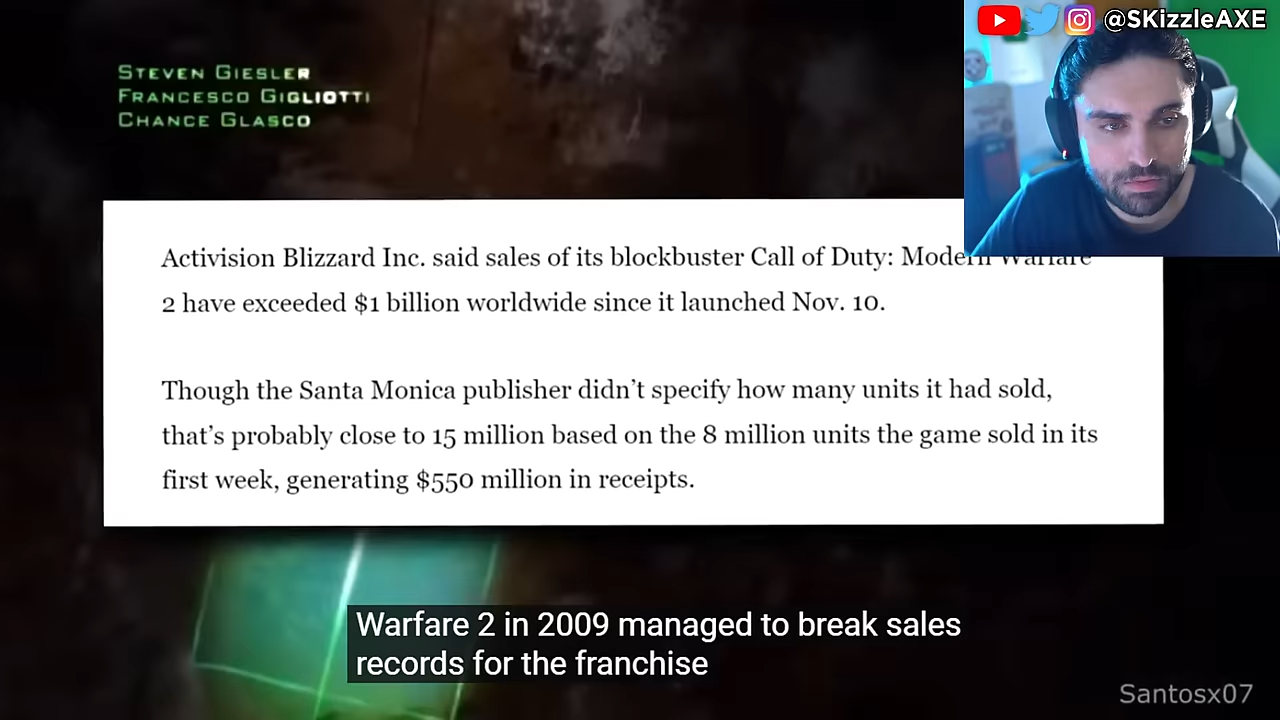 @SKizzleAXE
STEVEN GIESLER
FRANCESCO GIGLIOTTI
CHANCE GLASCO
Activision Blizzard Inc. said sales of its blockbuster Call of Duty: Modern Warfare
2 have exceeded $1 billion worldwide since it launched Nov. 10.
Though the Santa Monica publisher didn’t specify how many units it had sold,
that’s probably close to 15 million based on the 8 million units the game sold in its
first week, generating $550 million in receipts.
Warfare 2 in 2009 managed to break sales
records for the franchise
Santosx07